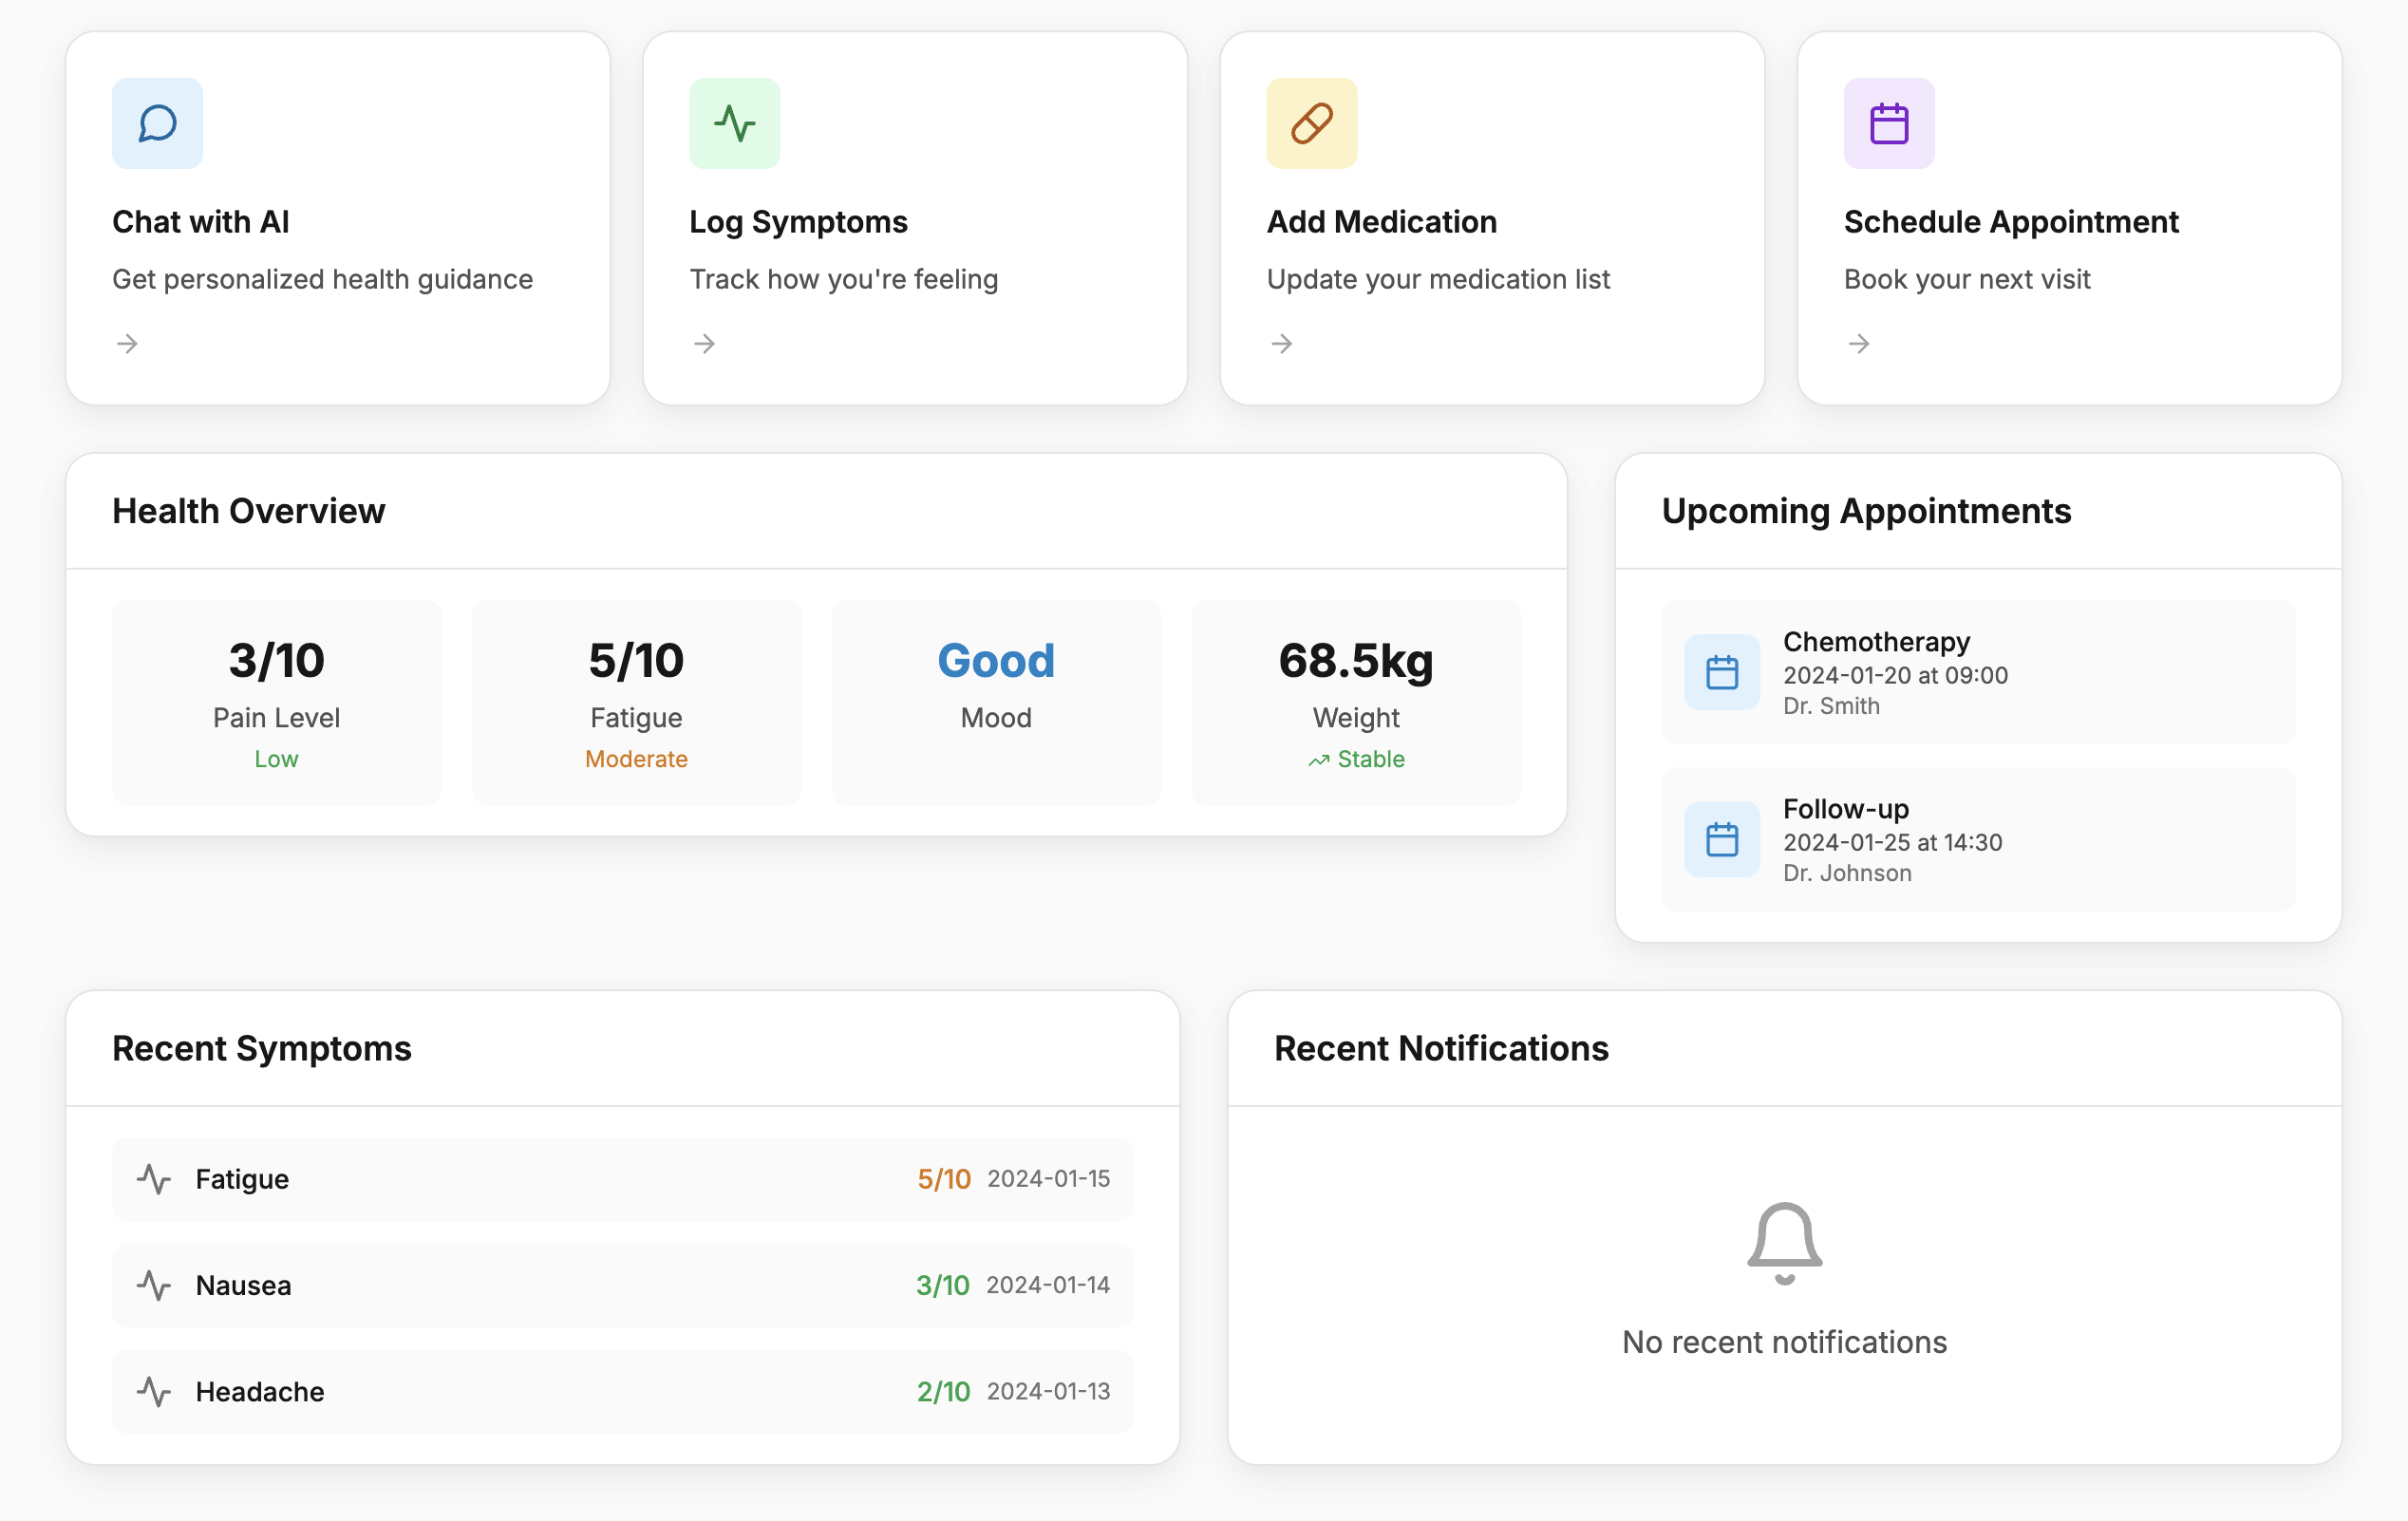 Chat with AI
Get personalized health guidance
Log Symptoms
Track how you're feeling
Add Medication
Update your medication list
Schedule Appointment
Book your next visit
Health Overview
3/10
Pain Level
Low
5/10
Fatigue
Moderate
Good
Mood
68.5kg
Weight
Stable
Upcoming Appointments
Chemotherapy
2024-01-20 at 09:00
Dr. Smith
Follow-up
2024-01-25 at 14:30
Dr. Johnson
Recent Symptoms
Fatigue 5/10 2024-01-15
Nausea 3/10 2024-01-14
Headache 2/10 2024-01-13
Recent Notifications
No recent notifications